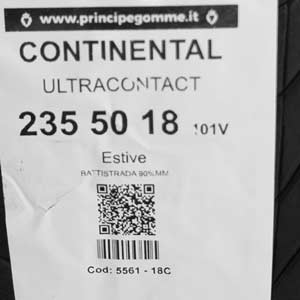 www.principegomme.it
CONTINENTAL
ULTRACONTACT
235 50 18 101V
Estive
BATTISTRADA 90% MM
Cod: 5561 - 18C